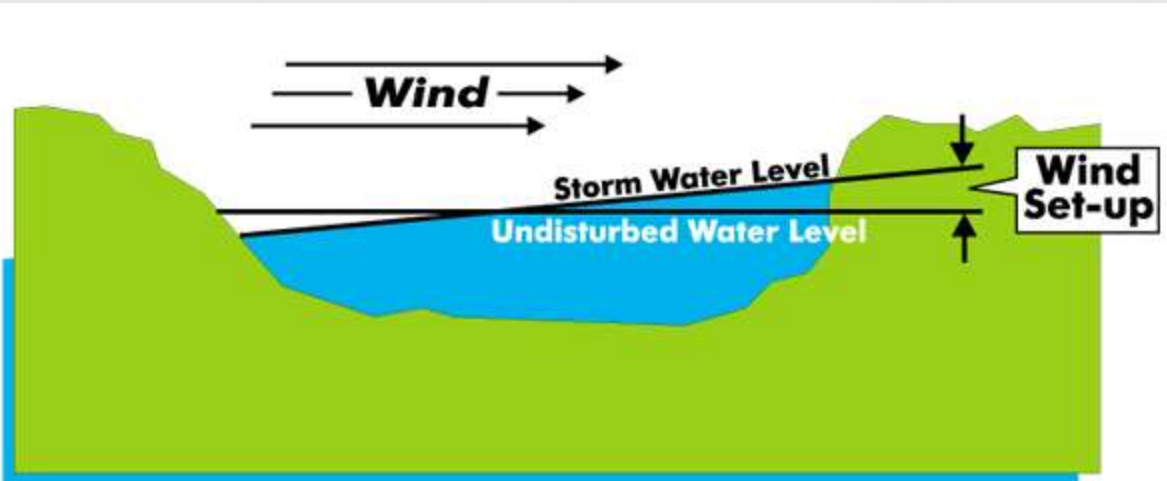 Wind
Storm Water Level
Undisturbed Water Level
Wind
Set-up